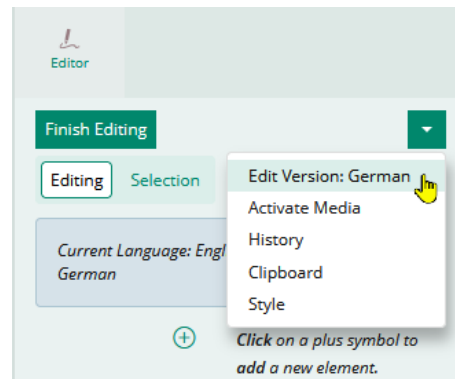 Editor
Finish Editing
Editing Selection
Edit Version: German
Activate Media
History
Clipboard
Style
Current Language: Engl
German
Click on a plus symbol to
add a new element.